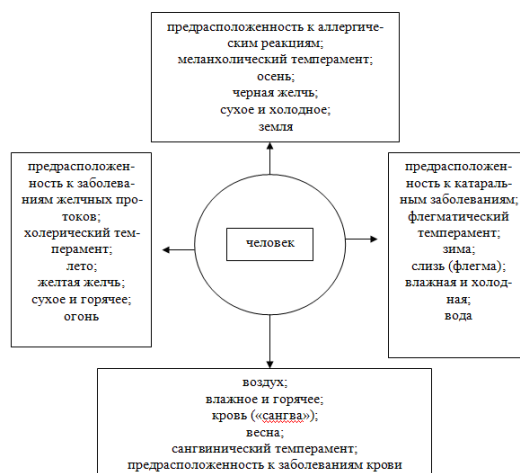 предрасположенность к аллергиче-
ским реакциям;
меланхолический темперамент;
осень;
черная желчь;
сухое и холодное;
земля
предрасположен-
ность к заболева-
ниям желчных про-
токов;
холерический тем-
перамент;
лето;
желтая желчь;
сухое и горячее;
огонь
человек
предрасположен-
ность к катараль-
ным заболеваниям;
флегматический
темперамент;
зима;
слизь (флегма);
влажная и холод-
ная;
вода
воздух;
влажное и горячее;
кровь («сангва»);
весна;
сангвинический темперамент;
предрасположенность к заболеваниям крови